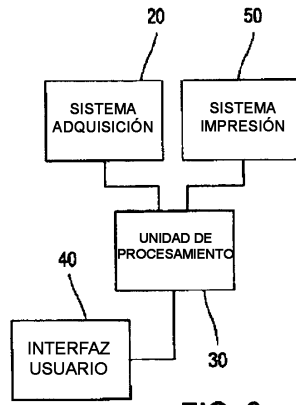 20
50
SISTEMA
ADQUISICIÓN
SISTEMA
IMPRESIÓN
UNIDAD DE
PROCESAMIENTO
40
30
INTERFAZ
USUARIO